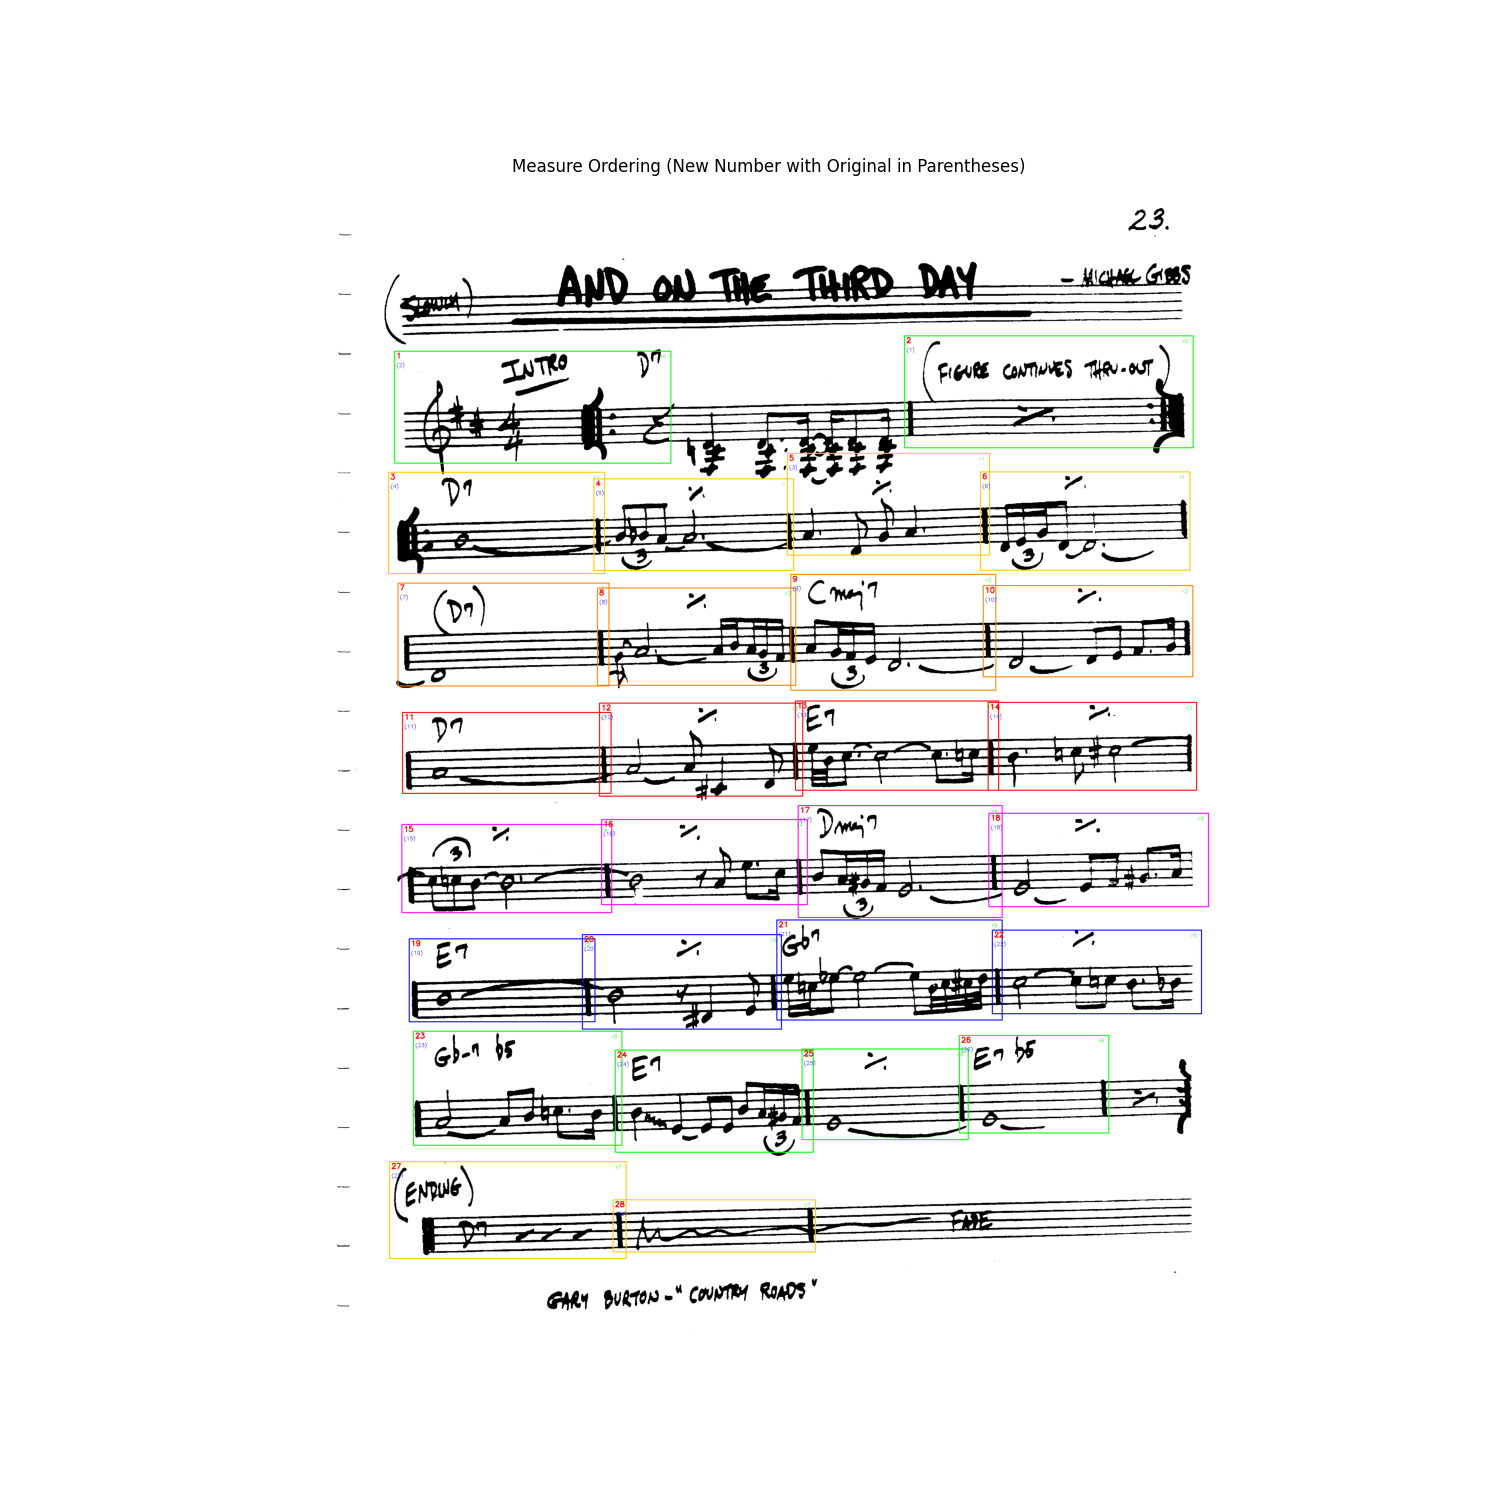 Measure Ordering (New Number with Original in Parentheses)
23.
(SLOWLY) AND ON THE THIRD DAY - MICHAEL GIBBS
1 (2) INTRO D7 2 (1) (FIGURE CONTINUES THRU-OUT)
4 4
3 (4) D7 4 (5) 5 (3) 6 (6)
3 3
7 (7) (D7) 8 (8) 9 (9) Cmaj7 10 (10)
3 3
11 (11) D7 12 (12) 13 E7 14 (14)
15 (15) 3 16 (16) 17 (17) Dmaj7 18 (18)
3
19 (19) E7 20 (20) 21 (21) Gb7 22 (22)
23 (23) Gb-7 b5 24 (24) E7 25 (25) 26 (26) E7 b5
3
27 (ENDING) 28
D7 FADE
GARY BURTON - "COUNTRY ROADS"